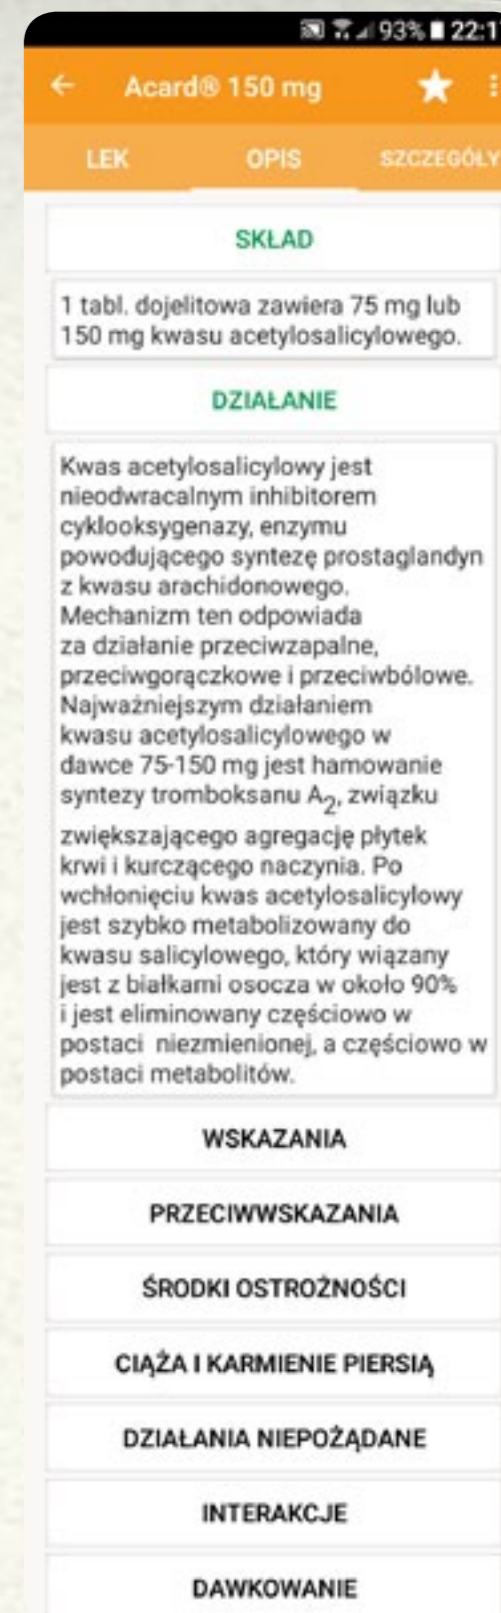 93% 22:1
Acard® 150 mg
LEK OPIS SZCZEGÓŁY
SKŁAD
1 tabl. dojelitowa zawiera 75 mg lub
150 mg kwasu acetylosalicylowego.
DZIAŁANIE
Kwas acetylosalicylowy jest
nieodwracalnym inhibitorem
cyklooksygenazy, enzymu
powodującego syntezę prostaglandyn
z kwasu arachidonowego.
Mechanizm ten odpowiada
za działanie przeciwzapalne,
przeciwgorączkowe i przeciwbólowe.
Najważniejszym działaniem
kwasu acetylosalicylowego w
dawce 75-150 mg jest hamowanie
syntezy tromboksanu A₂, związku
zwiększającego agregację płytek
krwi i kurczącego naczynia. Po
wchłonięciu kwas acetylosalicylowy
jest szybko metabolizowany do
kwasu salicylowego, który wiązany
jest z białkami osocza w około 90%
i jest eliminowany częściowo w
postaci niezmienionej, a częściowo w
postaci metabolitów.
WSKAZANIA
PRZECIWWSKAZANIA
ŚRODKI OSTROŻNOŚCI
CIĄŻA I KARMIENIE PIERSIĄ
DZIAŁANIA NIEPOŻĄDANE
INTERAKCJE
DAWKOWANIE